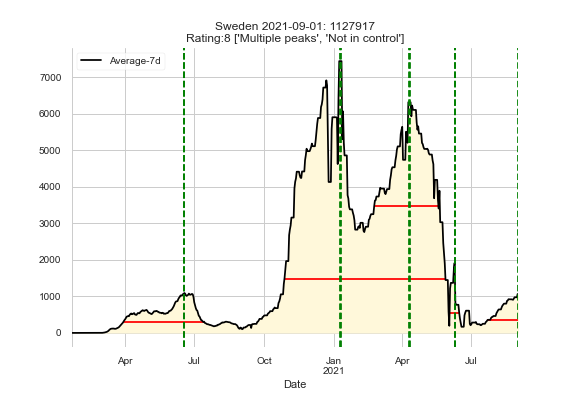 Sweden 2021-09-01: 1127917
Rating:8 ['Multiple peaks', 'Not in control']
Average-7d
7000
6000
5000
4000
3000
2000
1000
0
Apr Jul Oct Jan Apr Jul
2021
Date